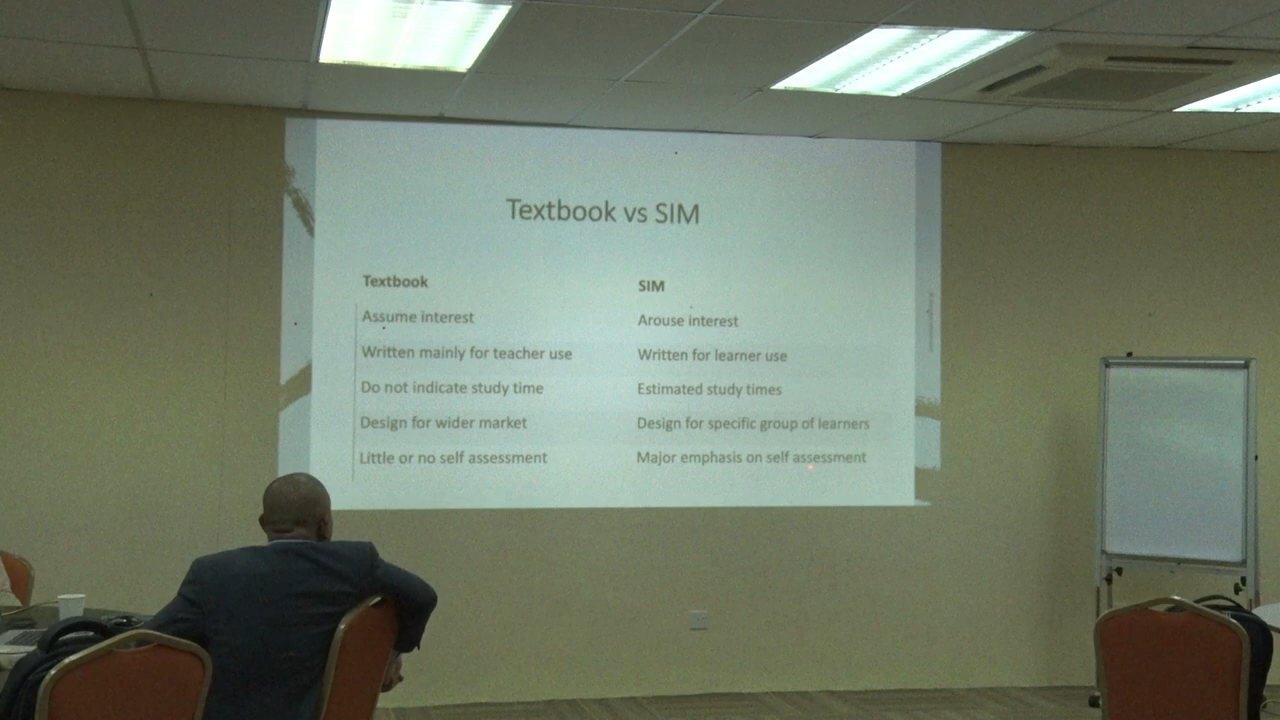 Textbook vs SIM
Textbook SIM
Assume interest Arouse interest
Written mainly for teacher use Written for learner use
Do not indicate study time Estimated study times
Design for wider market Design for specific group of learners
Little or no self assessment Major emphasis on self assessment